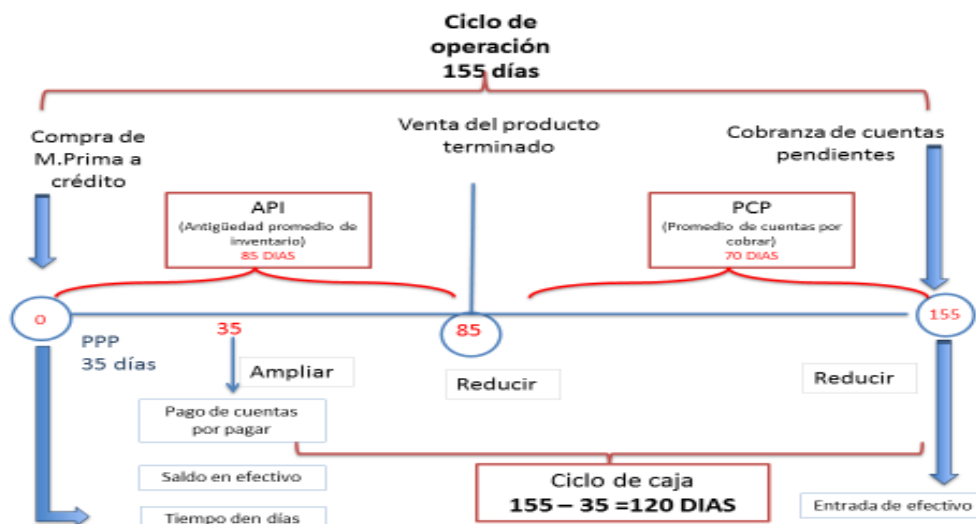 Ciclo de
operación
155 días
Compra de
M.Prima a
crédito
Venta del producto
terminado
Cobranza de cuentas
pendientes
API
(Antigüedad promedio de
inventario)
85 DIAS
PCP
(Promedio de cuentas por
cobrar)
70 DIAS
0
35
85
155
PPP
35 días
Ampliar
Reducir
Reducir
Pago de cuentas
por pagar
Saldo en efectivo
Tiempo den días
Ciclo de caja
155 – 35 =120 DIAS
Entrada de efectivo